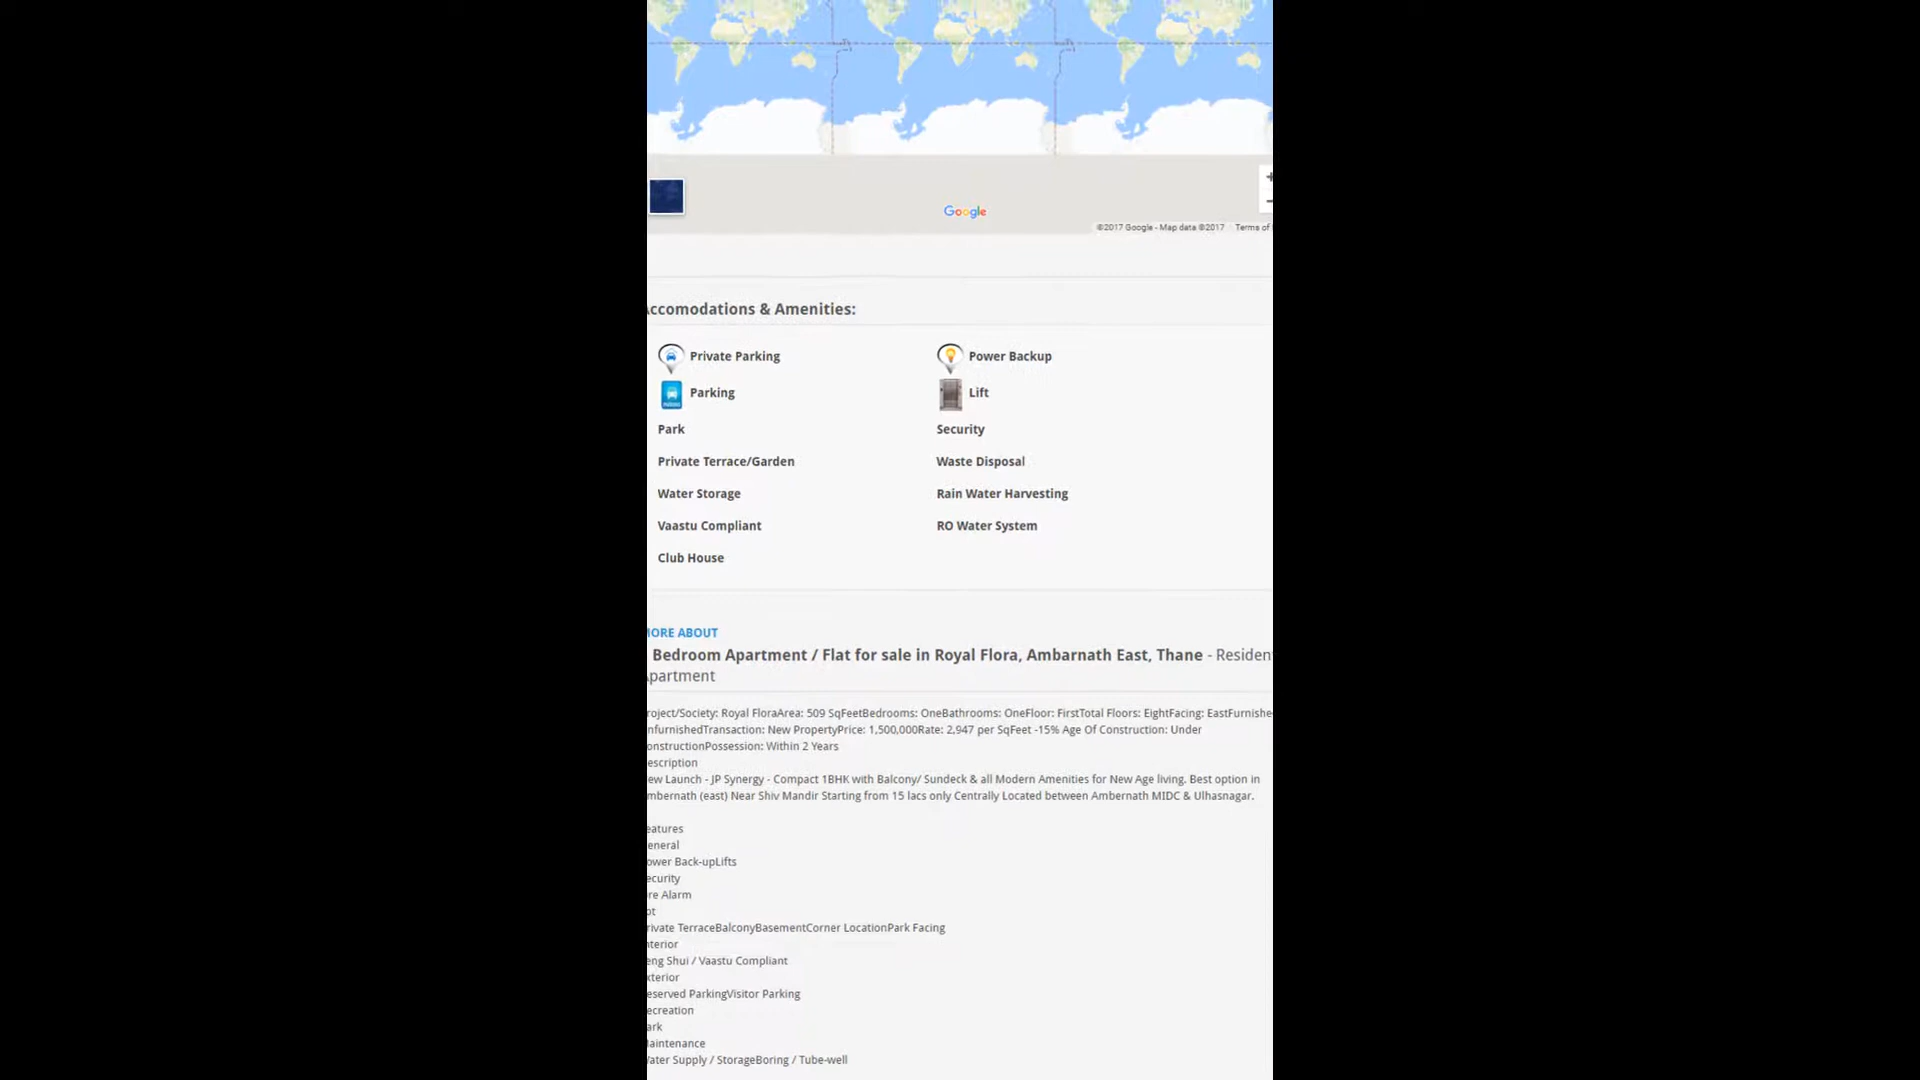 Google
©2017 Google - Map data ©2017 Terms of
ccomodations & Amenities:
Private Parking
Power Backup
Parking
Lift
Park
Security
Private Terrace/Garden
Waste Disposal
Water Storage
Rain Water Harvesting
Vaastu Compliant
RO Water System
Club House
ORE ABOUT
Bedroom Apartment / Flat for sale in Royal Flora, Ambarnath East, Thane - Residen
partment
roject/Society: Royal FloraArea: 509 SqFeetBedrooms: OneBathrooms: OneFloor: FirstTotal Floors: EightFacing: EastFurnishe
nfurnishedTransaction: New PropertyPrice: 1,500,000Rate: 2,947 per SqFeet -15% Age Of Construction: Under
onstructionPossession: Within 2 Years
escription
ew Launch - JP Synergy - Compact 1BHK with Balcony/ Sundeck & all Modern Amenities for New Age living. Best option in
mbernath (east) Near Shiv Mandir Starting from 15 lacs only Centrally Located between Ambernath MIDC & Ulhasnagar.
eatures
eneral
ower Back-upLifts
ecurity
re Alarm
ot
rivate TerraceBalconyBasementCorner LocationPark Facing
nterior
eng Shui / Vaastu Compliant
xterior
eserved ParkingVisitor Parking
ecreation
ark
aintenance
ater Supply / StorageBoring / Tube-well